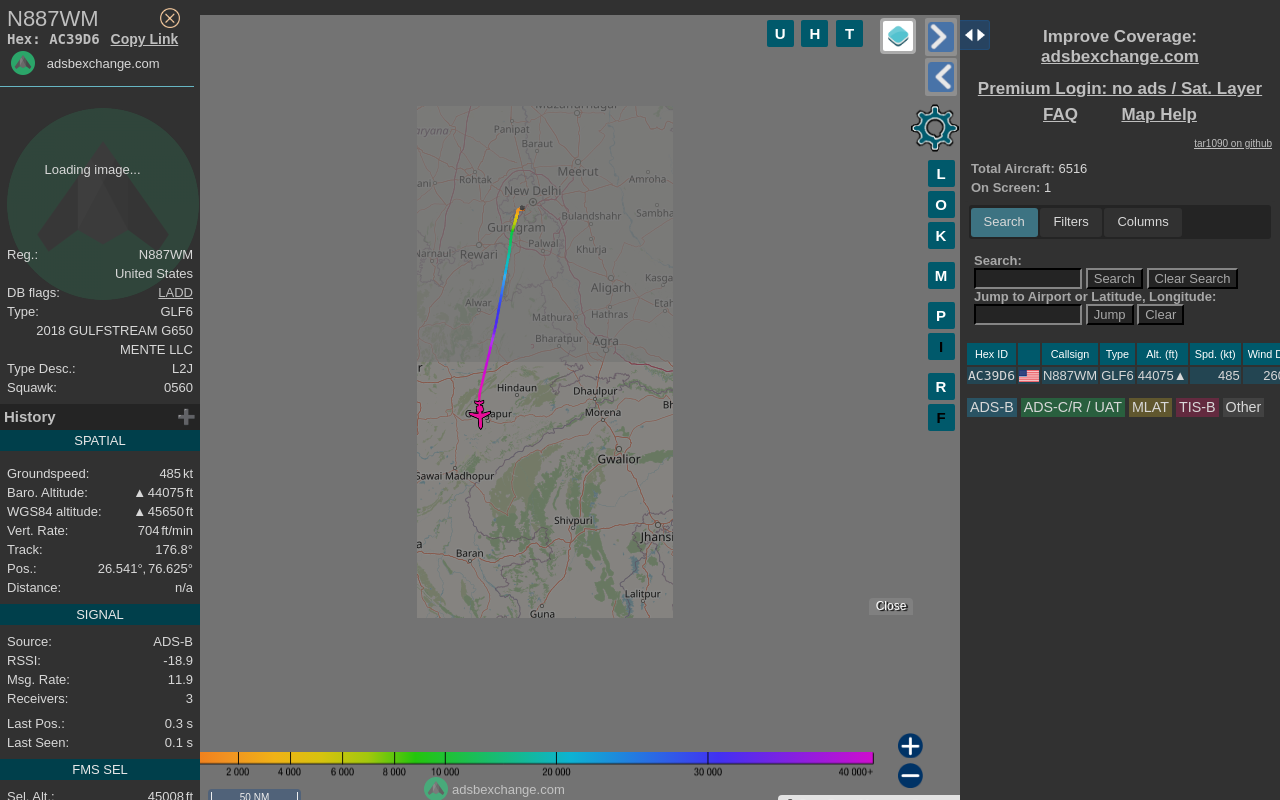 N887WM
Hex: AC39D6 Copy Link
adsbexchange.com
Loading image...
Reg.: N887WM
United States
DB flags: LADD
Type: GLF6
2018 GULFSTREAM G650
MENTE LLC
Type Desc.: L2J
Squawk: 0560
History
SPATIAL
Groundspeed: 485 kt
Baro. Altitude: ▲ 44075 ft
WGS84 altitude: ▲ 45650 ft
Vert. Rate: 704 ft/min
Track: 176.8°
Pos.: 26.541°, 76.625°
Distance: n/a
SIGNAL
Source: ADS-B
RSSI: -18.9
Msg. Rate: 11.9
Receivers: 3
Last Pos.: 0.3 s
Last Seen: 0.1 s
FMS SEL
Sel. Alt.: 45008 ft
U H T
L
O
K
M
P
I
R
F
Muzaffarnagar
aryana
Panipat
Baraut
Meerut
ani
Rohtak
Amroha
New Delhi
Bulandshahr
Sambha
Gurugram
Palwal
Khurja
Narnaul
Rewari
Kasga
Aligarh
Alwar
Etah
Mathura
Hathras
Bharatpur
Agra
r
Hindaun
Dhaulpur
Morena
Bh
Gwalior
Sawai Madhopur
Shivpuri
Jhansi
a
Baran
Lalitpur
Guna
Close
2 000 4 000 6 000 8 000 10 000 20 000 30 000 40 000+
adsbexchange.com
50 NM
Improve Coverage:
adsbexchange.com
Premium Login: no ads / Sat. Layer
FAQ Map Help
tar1090 on github
Total Aircraft: 6516
On Screen: 1
Search Filters Columns
Search:
Search Clear Search
Jump to Airport or Latitude, Longitude:
Jump Clear
Hex ID Callsign Type Alt. (ft) Spd. (kt) Wind D
AC39D6 N887WM GLF6 44075▲ 485 260
ADS-B ADS-C/R / UAT MLAT TIS-B Other